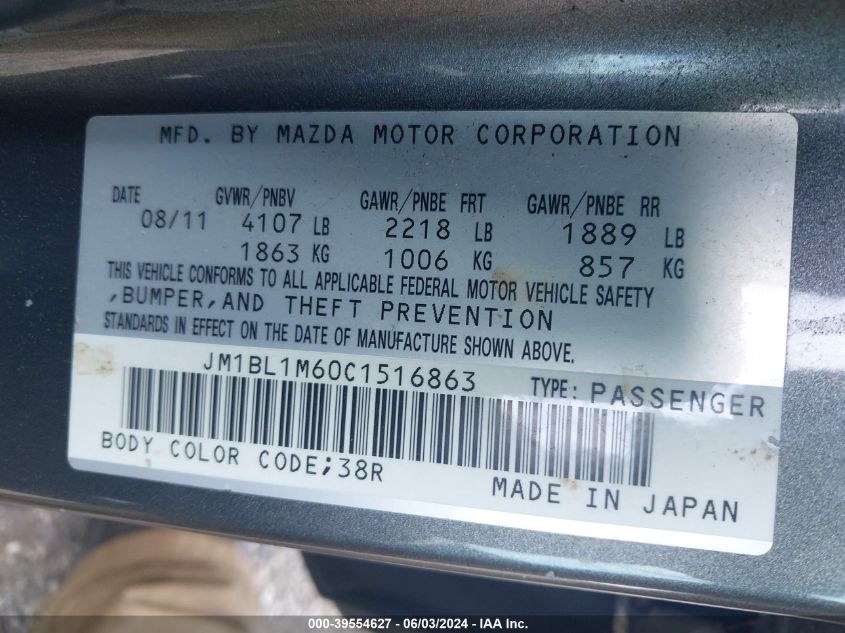 MFD. BY MAZDA MOTOR CORPORATION
DATE GVWR/PNBV GAWR/PNBE FRT GAWR/PNBE RR
08/11 4107 LB 2218 LB 1889 LB
1863 KG 1006 KG 857 KG
THIS VEHICLE CONFORMS TO ALL APPLICABLE FEDERAL MOTOR VEHICLE SAFETY
,BUMPER,AND THEFT PREVENTION
STANDARDS IN EFFECT ON THE DATE OF MANUFACTURE SHOWN ABOVE.
JM1BL1M60C1516863 TYPE: PASSENGER
BODY COLOR CODE;38R
MADE IN JAPAN
000-39554627 - 06/03/2024 - IAA Inc.